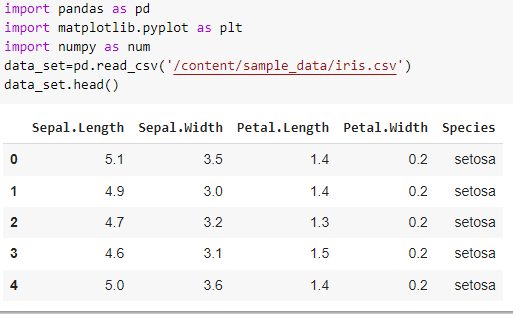 import pandas as pd
import matplotlib.pyplot as plt
import numpy as num
data_set=pd.read_csv('/content/sample_data/iris.csv')
data_set.head()
Sepal.Length Sepal.Width Petal.Length Petal.Width Species
0 5.1 3.5 1.4 0.2 setosa
1 4.9 3.0 1.4 0.2 setosa
2 4.7 3.2 1.3 0.2 setosa
3 4.6 3.1 1.5 0.2 setosa
4 5.0 3.6 1.4 0.2 setosa